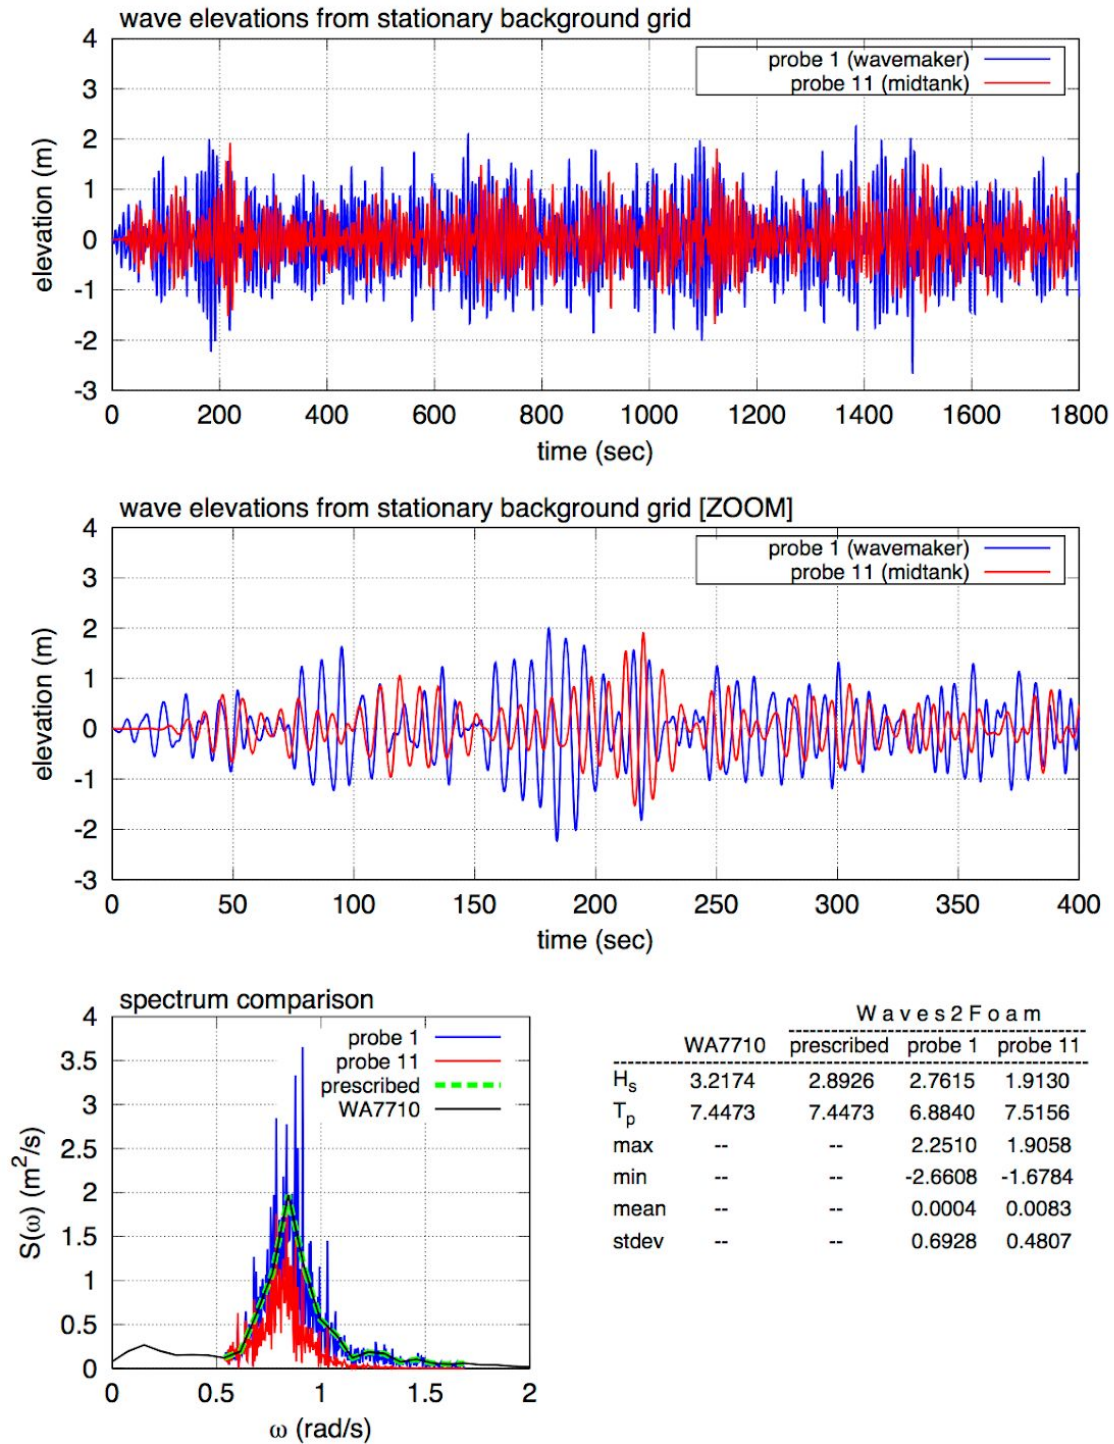 wave elevations from stationary background grid
probe 1 (wavemaker)
probe 11 (midtank)
elevation (m)
4
3
2
1
0
-1
-2
-3
0 200 400 600 800 1000 1200 1400 1600 1800
time (sec)
wave elevations from stationary background grid [ZOOM]
probe 1 (wavemaker)
probe 11 (midtank)
elevation (m)
4
3
2
1
0
-1
-2
-3
0 50 100 150 200 250 300 350 400
time (sec)
spectrum comparison
probe 1
probe 11
prescribed
WA7710
S(ω) (m²/s)
4
3.5
3
2.5
2
1.5
1
0.5
0
0 0.5 1 1.5 2
ω (rad/s)
Waves2Foam
WA7710 prescribed probe 1 probe 11
Hₛ 3.2174 2.8926 2.7615 1.9130
Tₚ 7.4473 7.4473 6.8840 7.5156
max -- -- 2.2510 1.9058
min -- -- -2.6608 -1.6784
mean -- -- 0.0004 0.0083
stdev -- -- 0.6928 0.4807